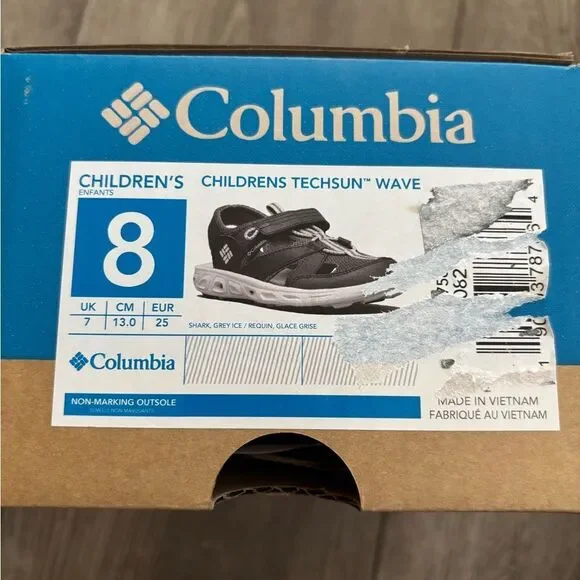 Columbia
CHILDREN'S
ENFANTS
CHILDRENS TECHSUN™ WAVE
8
UK CM EUR
7 13.0 25
SHARK, GREY ICE / REQUIN, GLACE GRISE
Columbia
NON-MARKING OUTSOLE
MADE IN VIETNAM
FABRIQUÉ AU VIETNAM
082